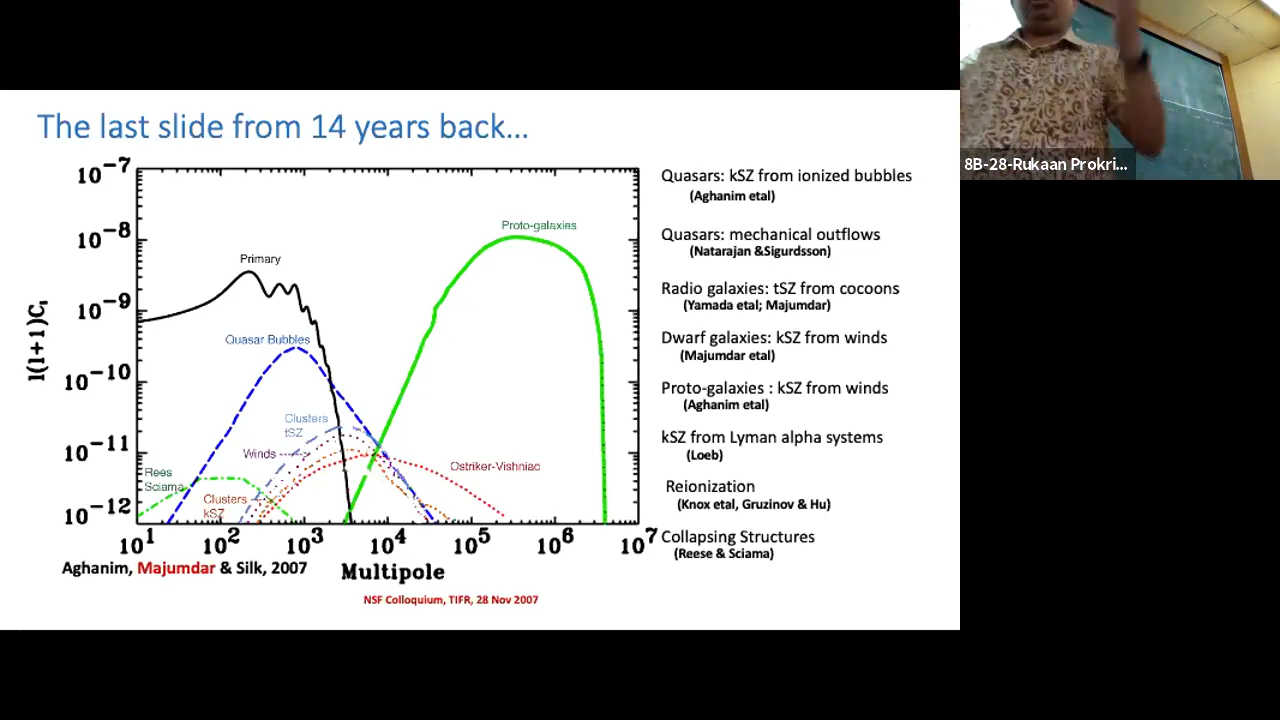 The last slide from 14 years back...
10^-7
10^-8
10^-9
10^-10
10^-11
10^-12
l(l+1)C_l
Proto-galaxies
Primary
Quasar Bubbles
Clusters
tSZ
Winds
Ostriker-Vishniac
Rees
Sciama
Clusters
kSZ
10^1 10^2 10^3 10^4 10^5 10^6 10^7
Multipole
Aghanim, Majumdar & Silk, 2007
NSF Colloquium, TIFR, 28 Nov 2007
Quasars: kSZ from ionized bubbles
(Aghanim etal)
Quasars: mechanical outflows
(Natarajan &Sigurdsson)
Radio galaxies: tSZ from cocoons
(Yamada etal; Majumdar)
Dwarf galaxies: kSZ from winds
(Majumdar etal)
Proto-galaxies : kSZ from winds
(Aghanim etal)
kSZ from Lyman alpha systems
(Loeb)
Reionization
(Knox etal, Gruzinov & Hu)
Collapsing Structures
(Reese & Sciama)
8B-28-Rukaan Prokri...